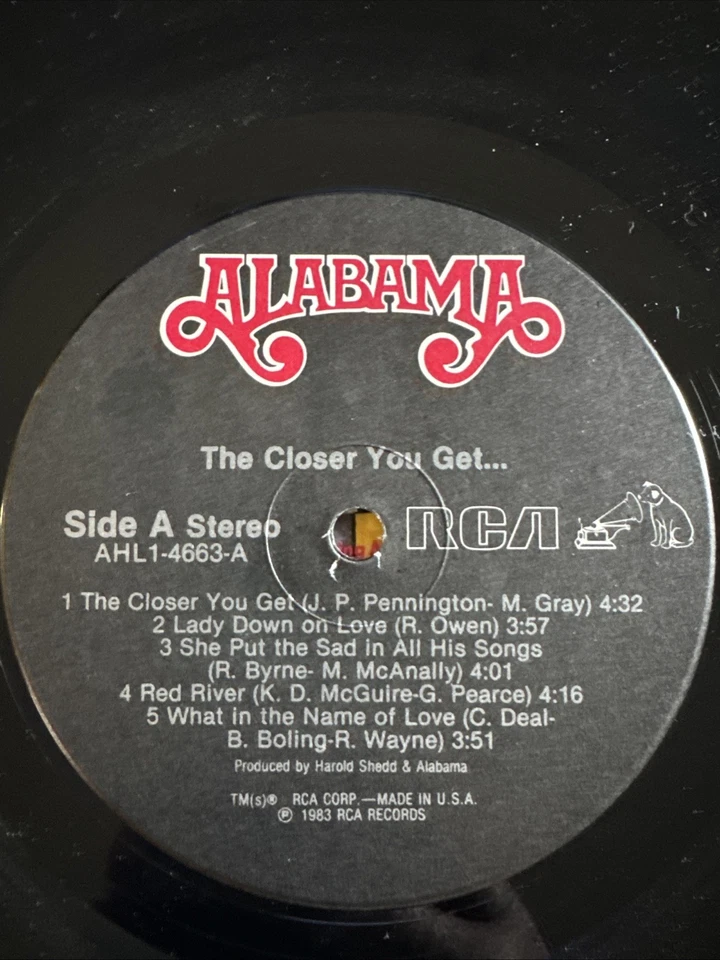 ALABAMA
The Closer You Get...
Side A Stereo
RCA
AHL1-4663-A
1 The Closer You Get (J. P. Pennington- M. Gray) 4:32
2 Lady Down on Love (R. Owen) 3:57
3 She Put the Sad in All His Songs
(R. Byrne- M. McAnally) 4:01
4 Red River (K. D. McGuire-G. Pearce) 4:16
5 What in the Name of Love (C. Deal-
B. Boling-R. Wayne) 3:51
Produced by Harold Shedd & Alabama
TM(s)® RCA CORP.—MADE IN U.S.A.
℗ 1983 RCA RECORDS